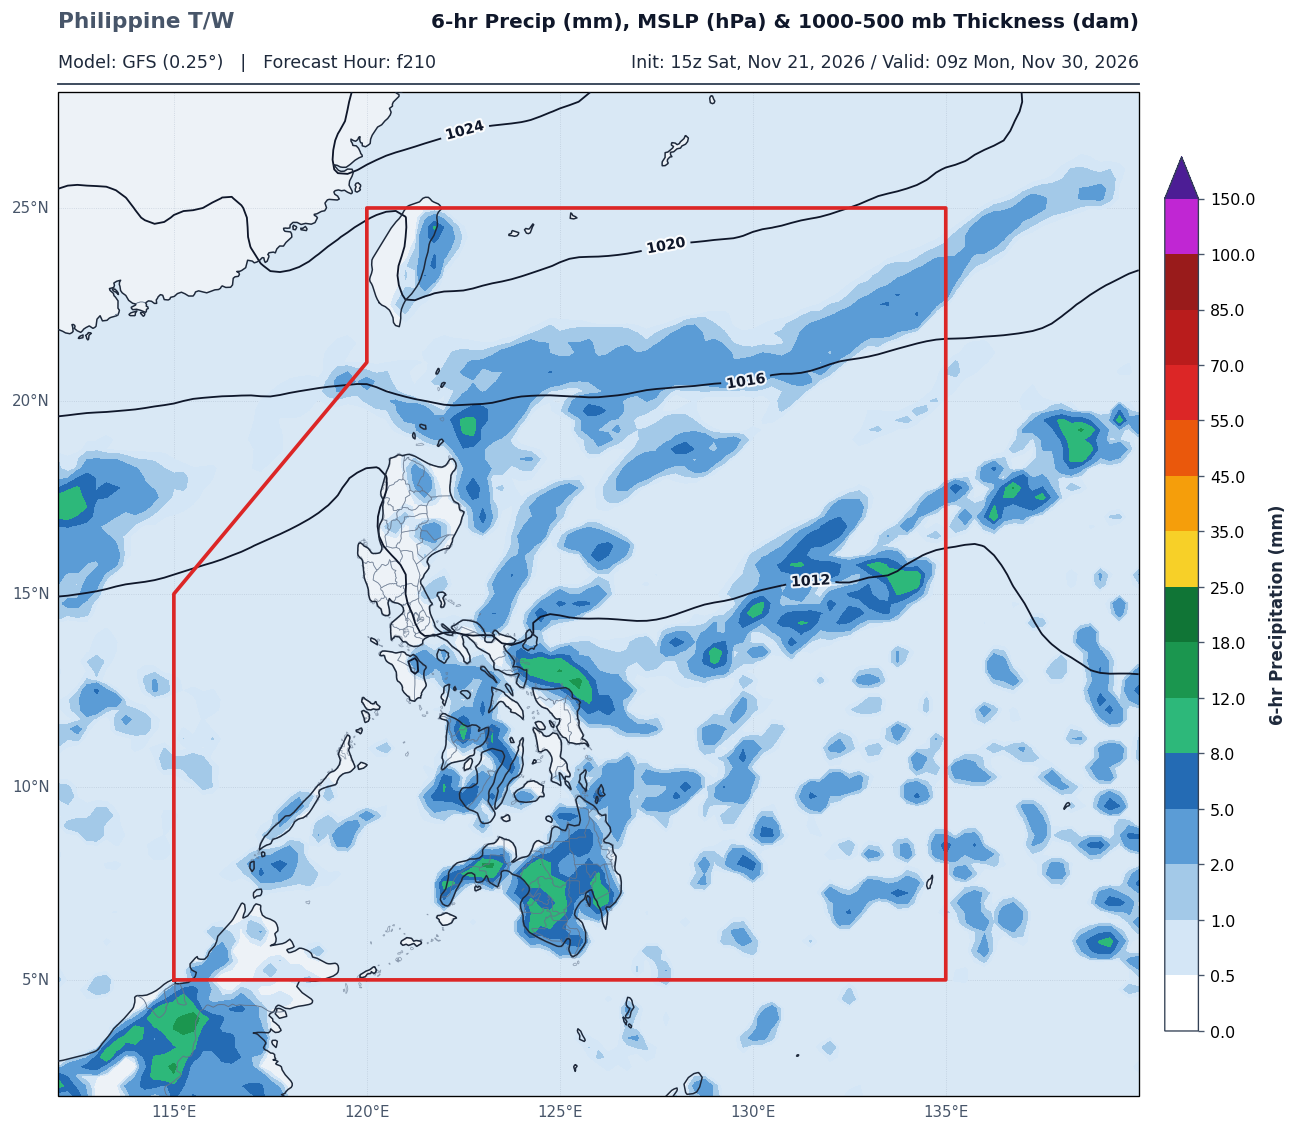 Philippine T/W
6-hr Precip (mm), MSLP (hPa) & 1000-500 mb Thickness (dam)
Model: GFS (0.25°) | Forecast Hour: f210
Init: 15z Sat, Nov 21, 2026 / Valid: 09z Mon, Nov 30, 2026
1024
1020
1016
1012
25°N
20°N
15°N
10°N
5°N
115°E
120°E
125°E
130°E
135°E
150.0
100.0
85.0
70.0
55.0
45.0
35.0
25.0
18.0
12.0
8.0
5.0
2.0
1.0
0.5
0.0
6-hr Precipitation (mm)